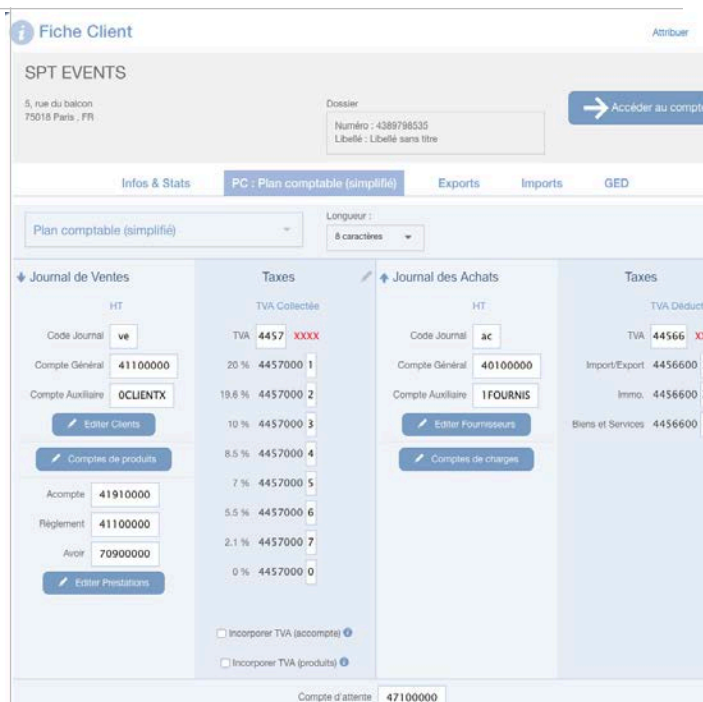 Fiche Client
Attribuer
SPT EVENTS
5, rue du balcon
75018 Paris , FR
Dossier
Numéro : 4389798535
Libellé : Libellé sans titre
Accéder au compte
Infos & Stats
PC : Plan comptable (simplifié)
Exports
Imports
GED
Plan comptable (simplifié)
Longueur :
8 caractères
Journal de Ventes
HT
Code Journal ve
Compte Général 41100000
Compte Auxiliaire 0CLIENTX
Editer Clients
Comptes de produits
Acompte 41910000
Règlement 41100000
Avoir 70900000
Editer Prestations
Taxes
TVA Collectée
TVA 4457 XXXX
20 % 4457000 1
19.6 % 4457000 2
10 % 4457000 3
8.5 % 4457000 4
7 % 4457000 5
5.5 % 4457000 6
2.1 % 4457000 7
0 % 4457000 0
Incorporer TVA (accompte)
Incorporer TVA (produits)
Journal des Achats
HT
Code Journal ac
Compte Général 40100000
Compte Auxiliaire 1FOURNIS
Editer Fournisseurs
Comptes de charges
Taxes
TVA Déduct
TVA 44566 X
Import/Export 4456600
Immo. 4456600
Biens et Services 4456600
Compte d'attente 47100000